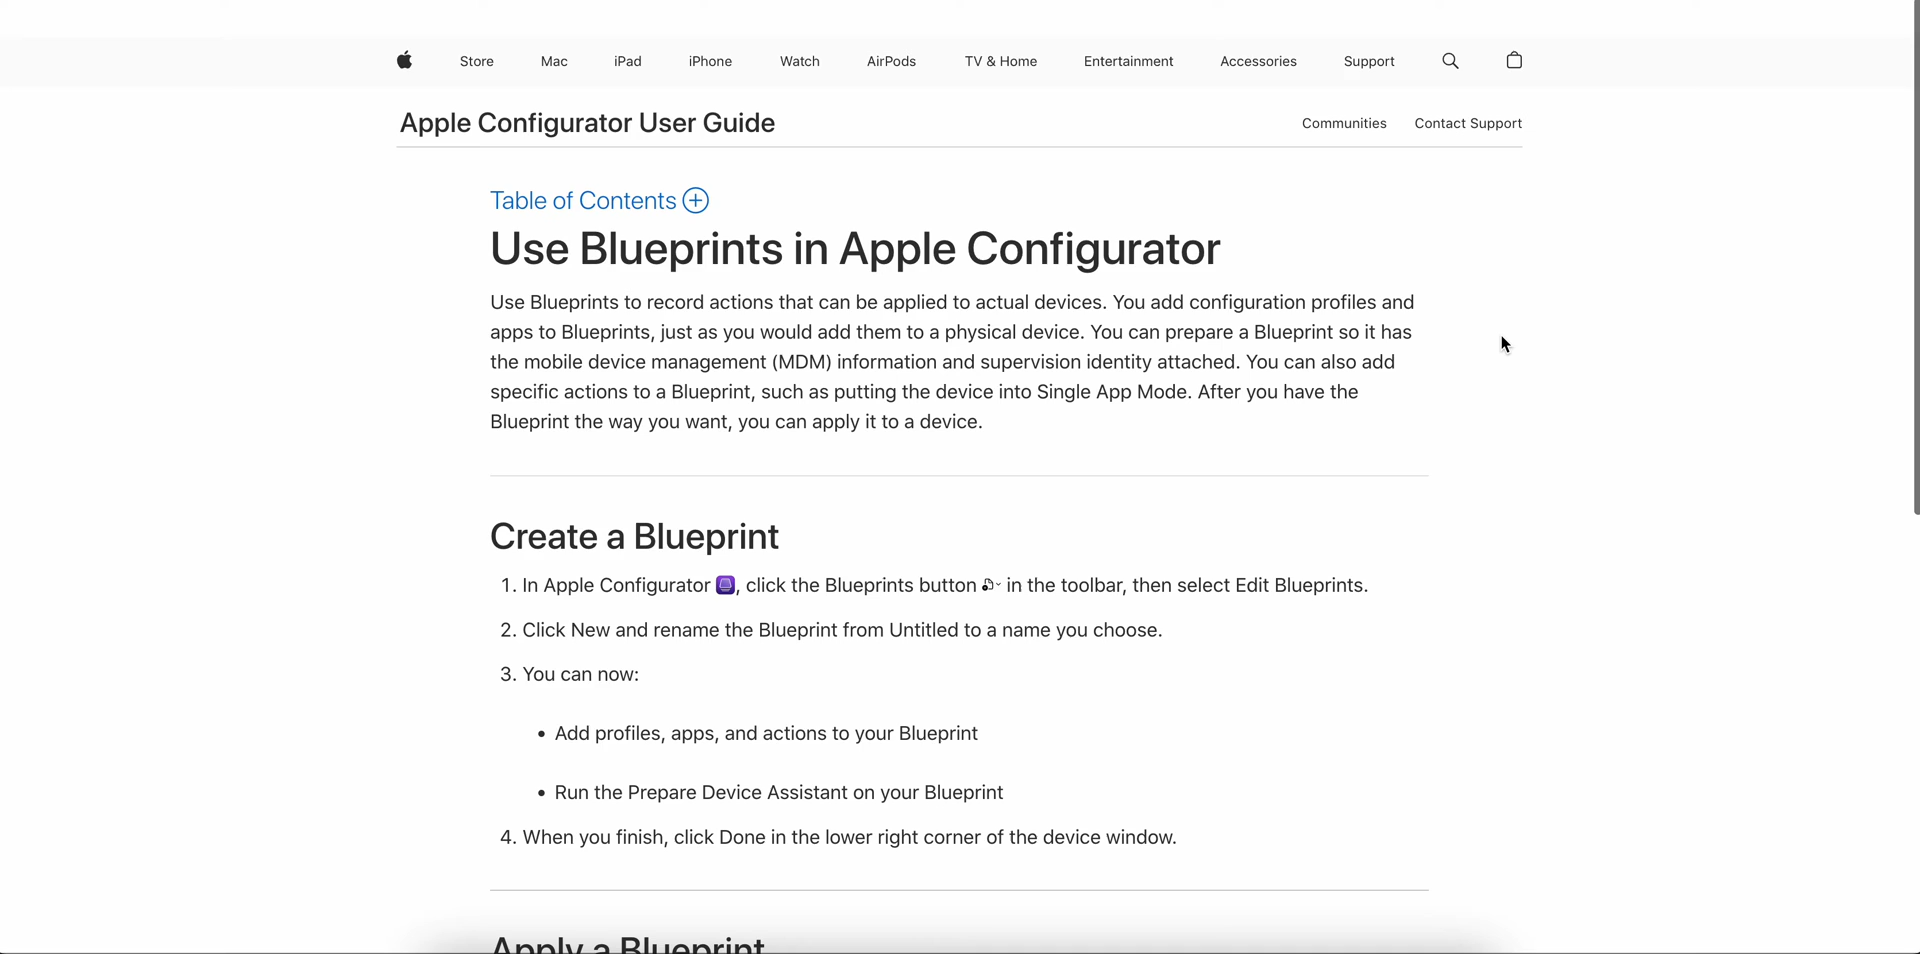 Store Mac iPad iPhone Watch AirPods TV & Home Entertainment Accessories Support
Apple Configurator User Guide
Communities Contact Support
Table of Contents
Use Blueprints in Apple Configurator
Use Blueprints to record actions that can be applied to actual devices. You add configuration profiles and
apps to Blueprints, just as you would add them to a physical device. You can prepare a Blueprint so it has
the mobile device management (MDM) information and supervision identity attached. You can also add
specific actions to a Blueprint, such as putting the device into Single App Mode. After you have the
Blueprint the way you want, you can apply it to a device.
Create a Blueprint
1. In Apple Configurator , click the Blueprints button in the toolbar, then select Edit Blueprints.
2. Click New and rename the Blueprint from Untitled to a name you choose.
3. You can now:
• Add profiles, apps, and actions to your Blueprint
• Run the Prepare Device Assistant on your Blueprint
4. When you finish, click Done in the lower right corner of the device window.
Apply a Blueprint